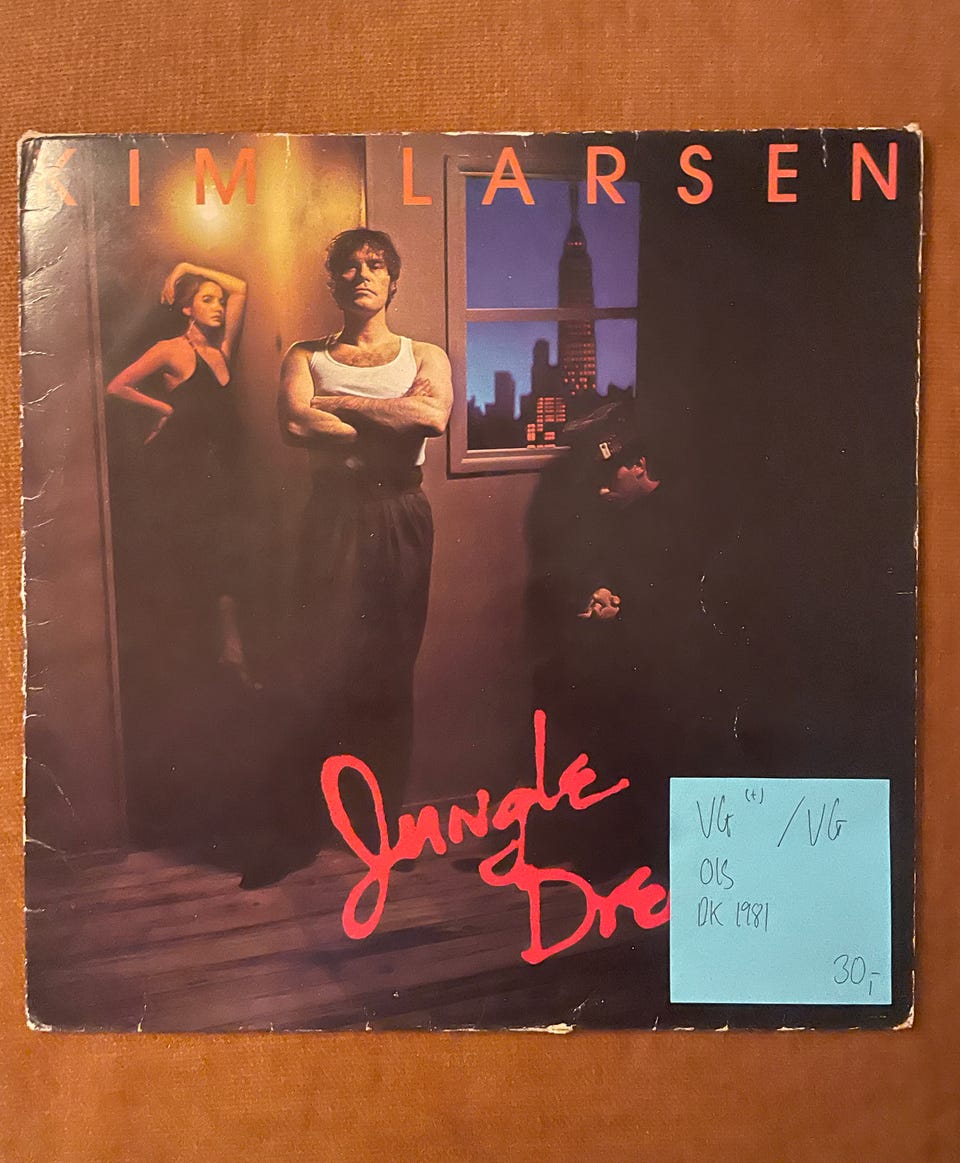 KIM LARSEN
JUNGLE
DRE
VG (+) / VG
OIS
DK 1981
30,-